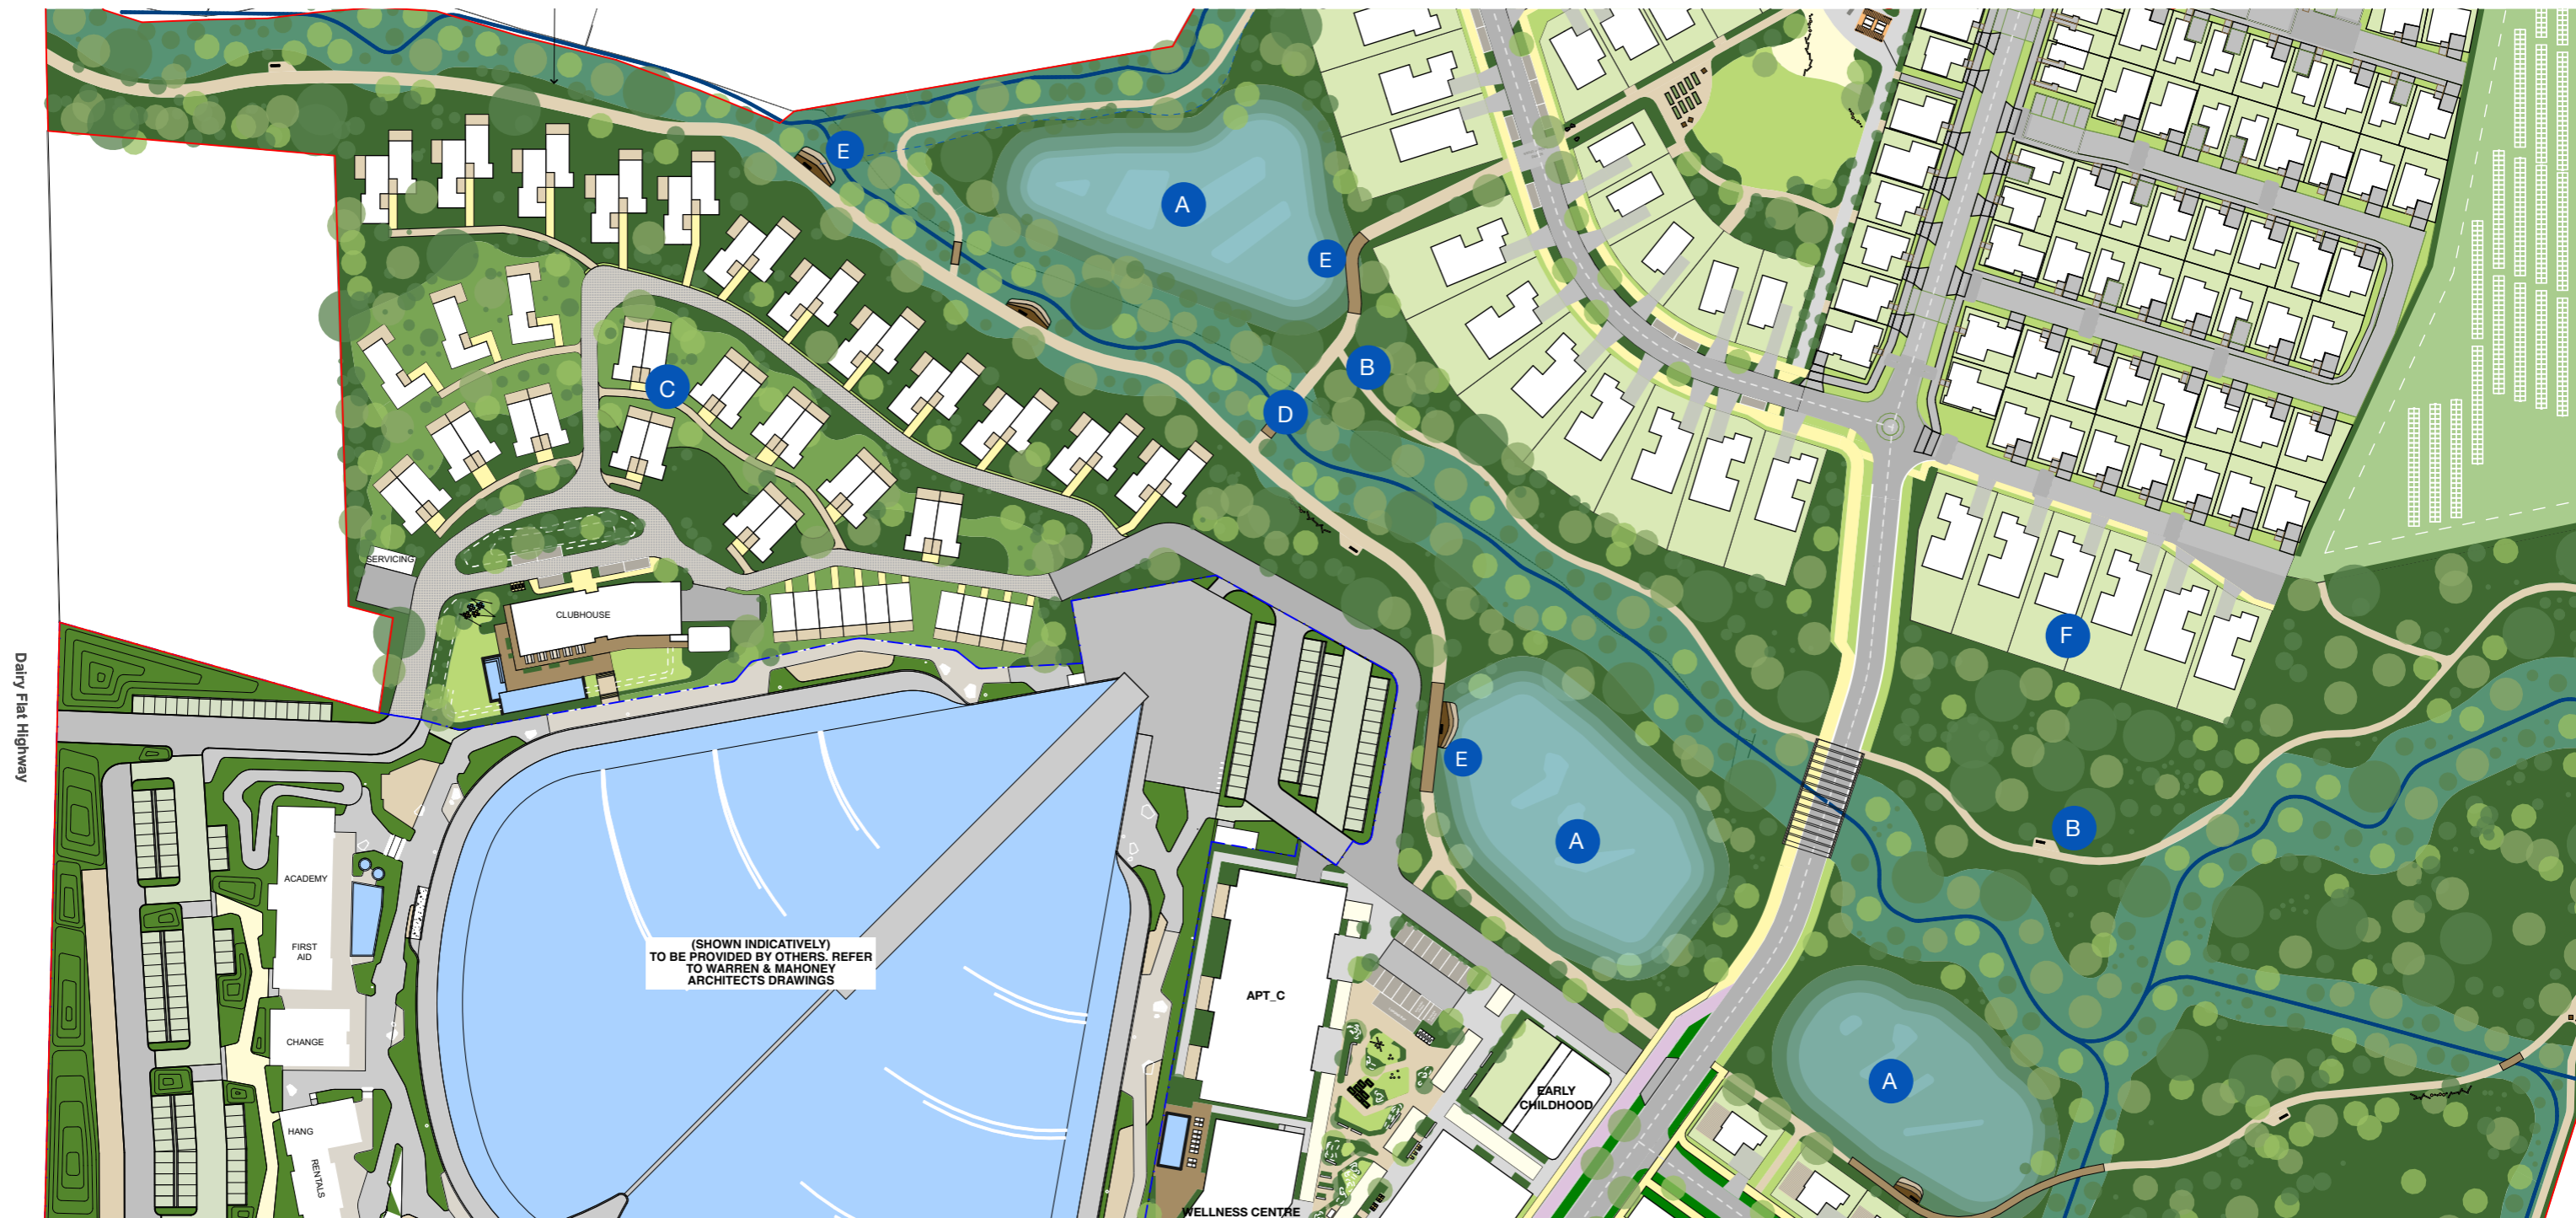 E
A
E
B
C
D
SERVICING
CLUBHOUSE
F
Dairy Flat Highway
E
A
B
ACADEMY
FIRST
AID
(SHOWN INDICATIVELY)
TO BE PROVIDED BY OTHERS. REFER
TO WARREN & MAHONEY
ARCHITECTS DRAWINGS
APT_C
CHANGE
A
EARLY
CHILDHOOD
HANG
RENTALS
WELLNESS CENTRE